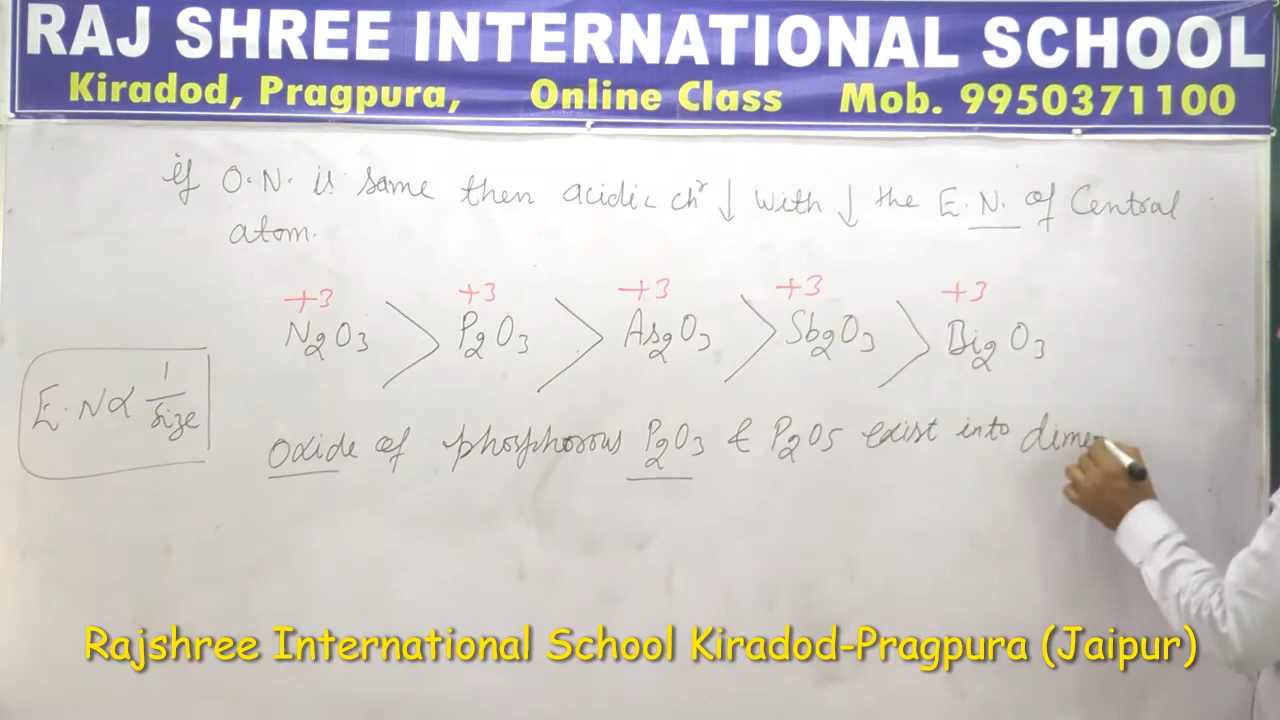 RAJ SHREE INTERNATIONAL SCHOOL
Kiradod, Pragpura, Online Class Mob. 9950371100
if O.N. is same then acidic chr ↓ with ↓ the E.N. of Central
atom.
+3 +3 +3 +3 +3
N2O3 > P2O3 > As2O3 > Sb2O3 > Bi2O3
E.N ∝ 1/size
Oxide of phosphorous P2O3 & P2O5 exist into dime
Rajshree International School Kiradod-Pragpura (Jaipur)